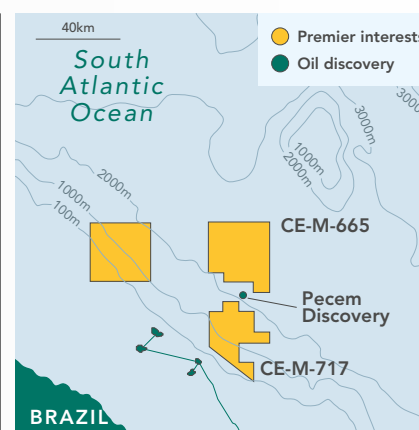 40km
Premier interests
Oil discovery
South
Atlantic
Ocean
3000m
3000m
1000m
2000m
2000m
1000m
100m
CE-M-665
Pecem
Discovery
CE-M-717
BRAZIL